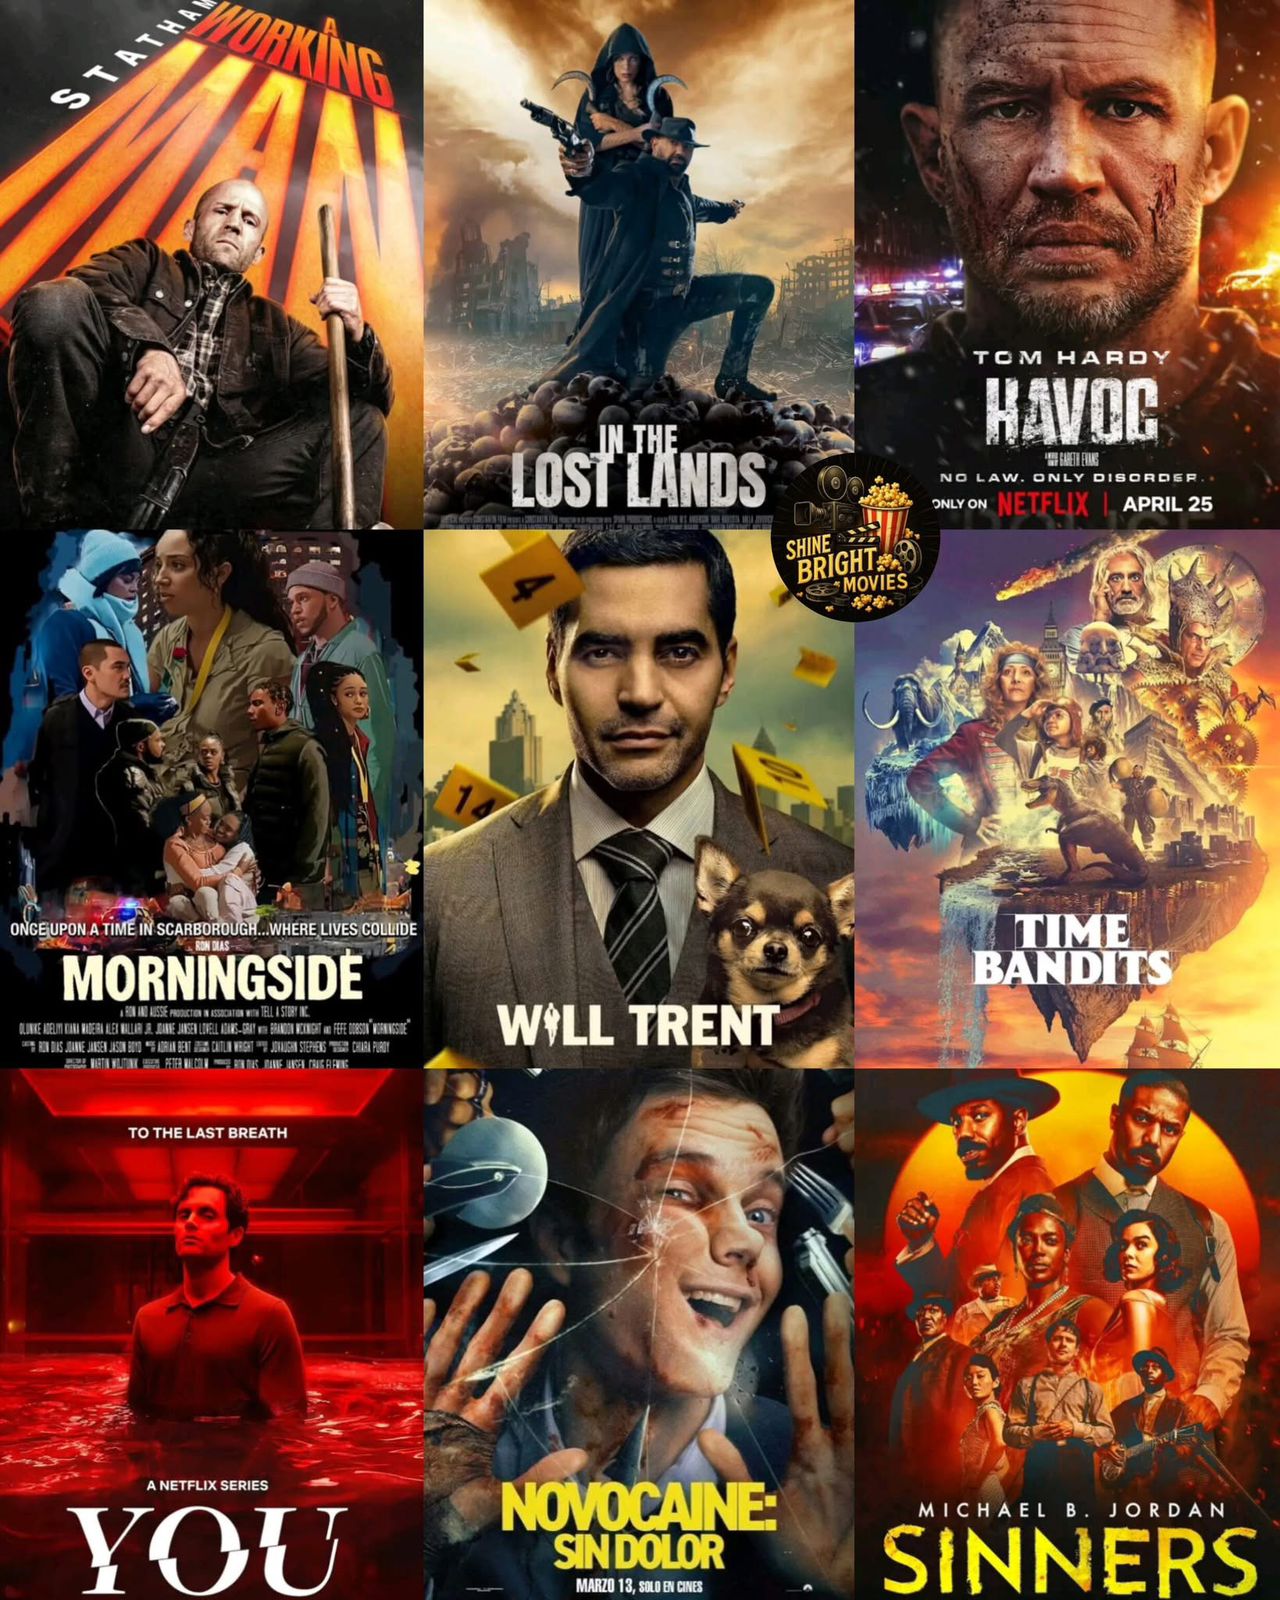 STATHAM
A
WORKING
MAN
IN THE
LOST LANDS
TOM HARDY
HAVOC
GARETH EVANS
NO LAW. ONLY DISORDER.
ONLY ON NETFLIX | APRIL 25
SHINE
BRIGHT
MOVIES
ONCE UPON A TIME IN SCARBOROUGH...WHERE LIVES COLLIDE
RON DIAS
MORNINGSIDE
A RON AND AUSSIE PRODUCTION IN ASSOCIATION WITH TELL A STORY INC.
OLUNIKE ADELIYI KIANA MADEIRA ALEX MALLARI JR. JOANNE JANSEN LOVELL ADAMS-GRAY WITH BRANDON MCKNIGHT AND FEFE DOBSON "MORNINGSIDE"
RON DIAS JOANNE JANSEN JASON BOYD ADRIAN BENT CAITLIN WRIGHT JOVAUGHN STEPHENS CHIARA PURDY
MARTIN WOJTUNIK PETER MALCOLM RON DIAS JOANNE JANSEN CRAIG FLEMING
4
14
10
WILL TRENT
TIME
BANDITS
TO THE LAST BREATH
A NETFLIX SERIES
YOU
NOVOCAINE:
SIN DOLOR
MARZO 13, SOLO EN CINES
MICHAEL B. JORDAN
SINNERS